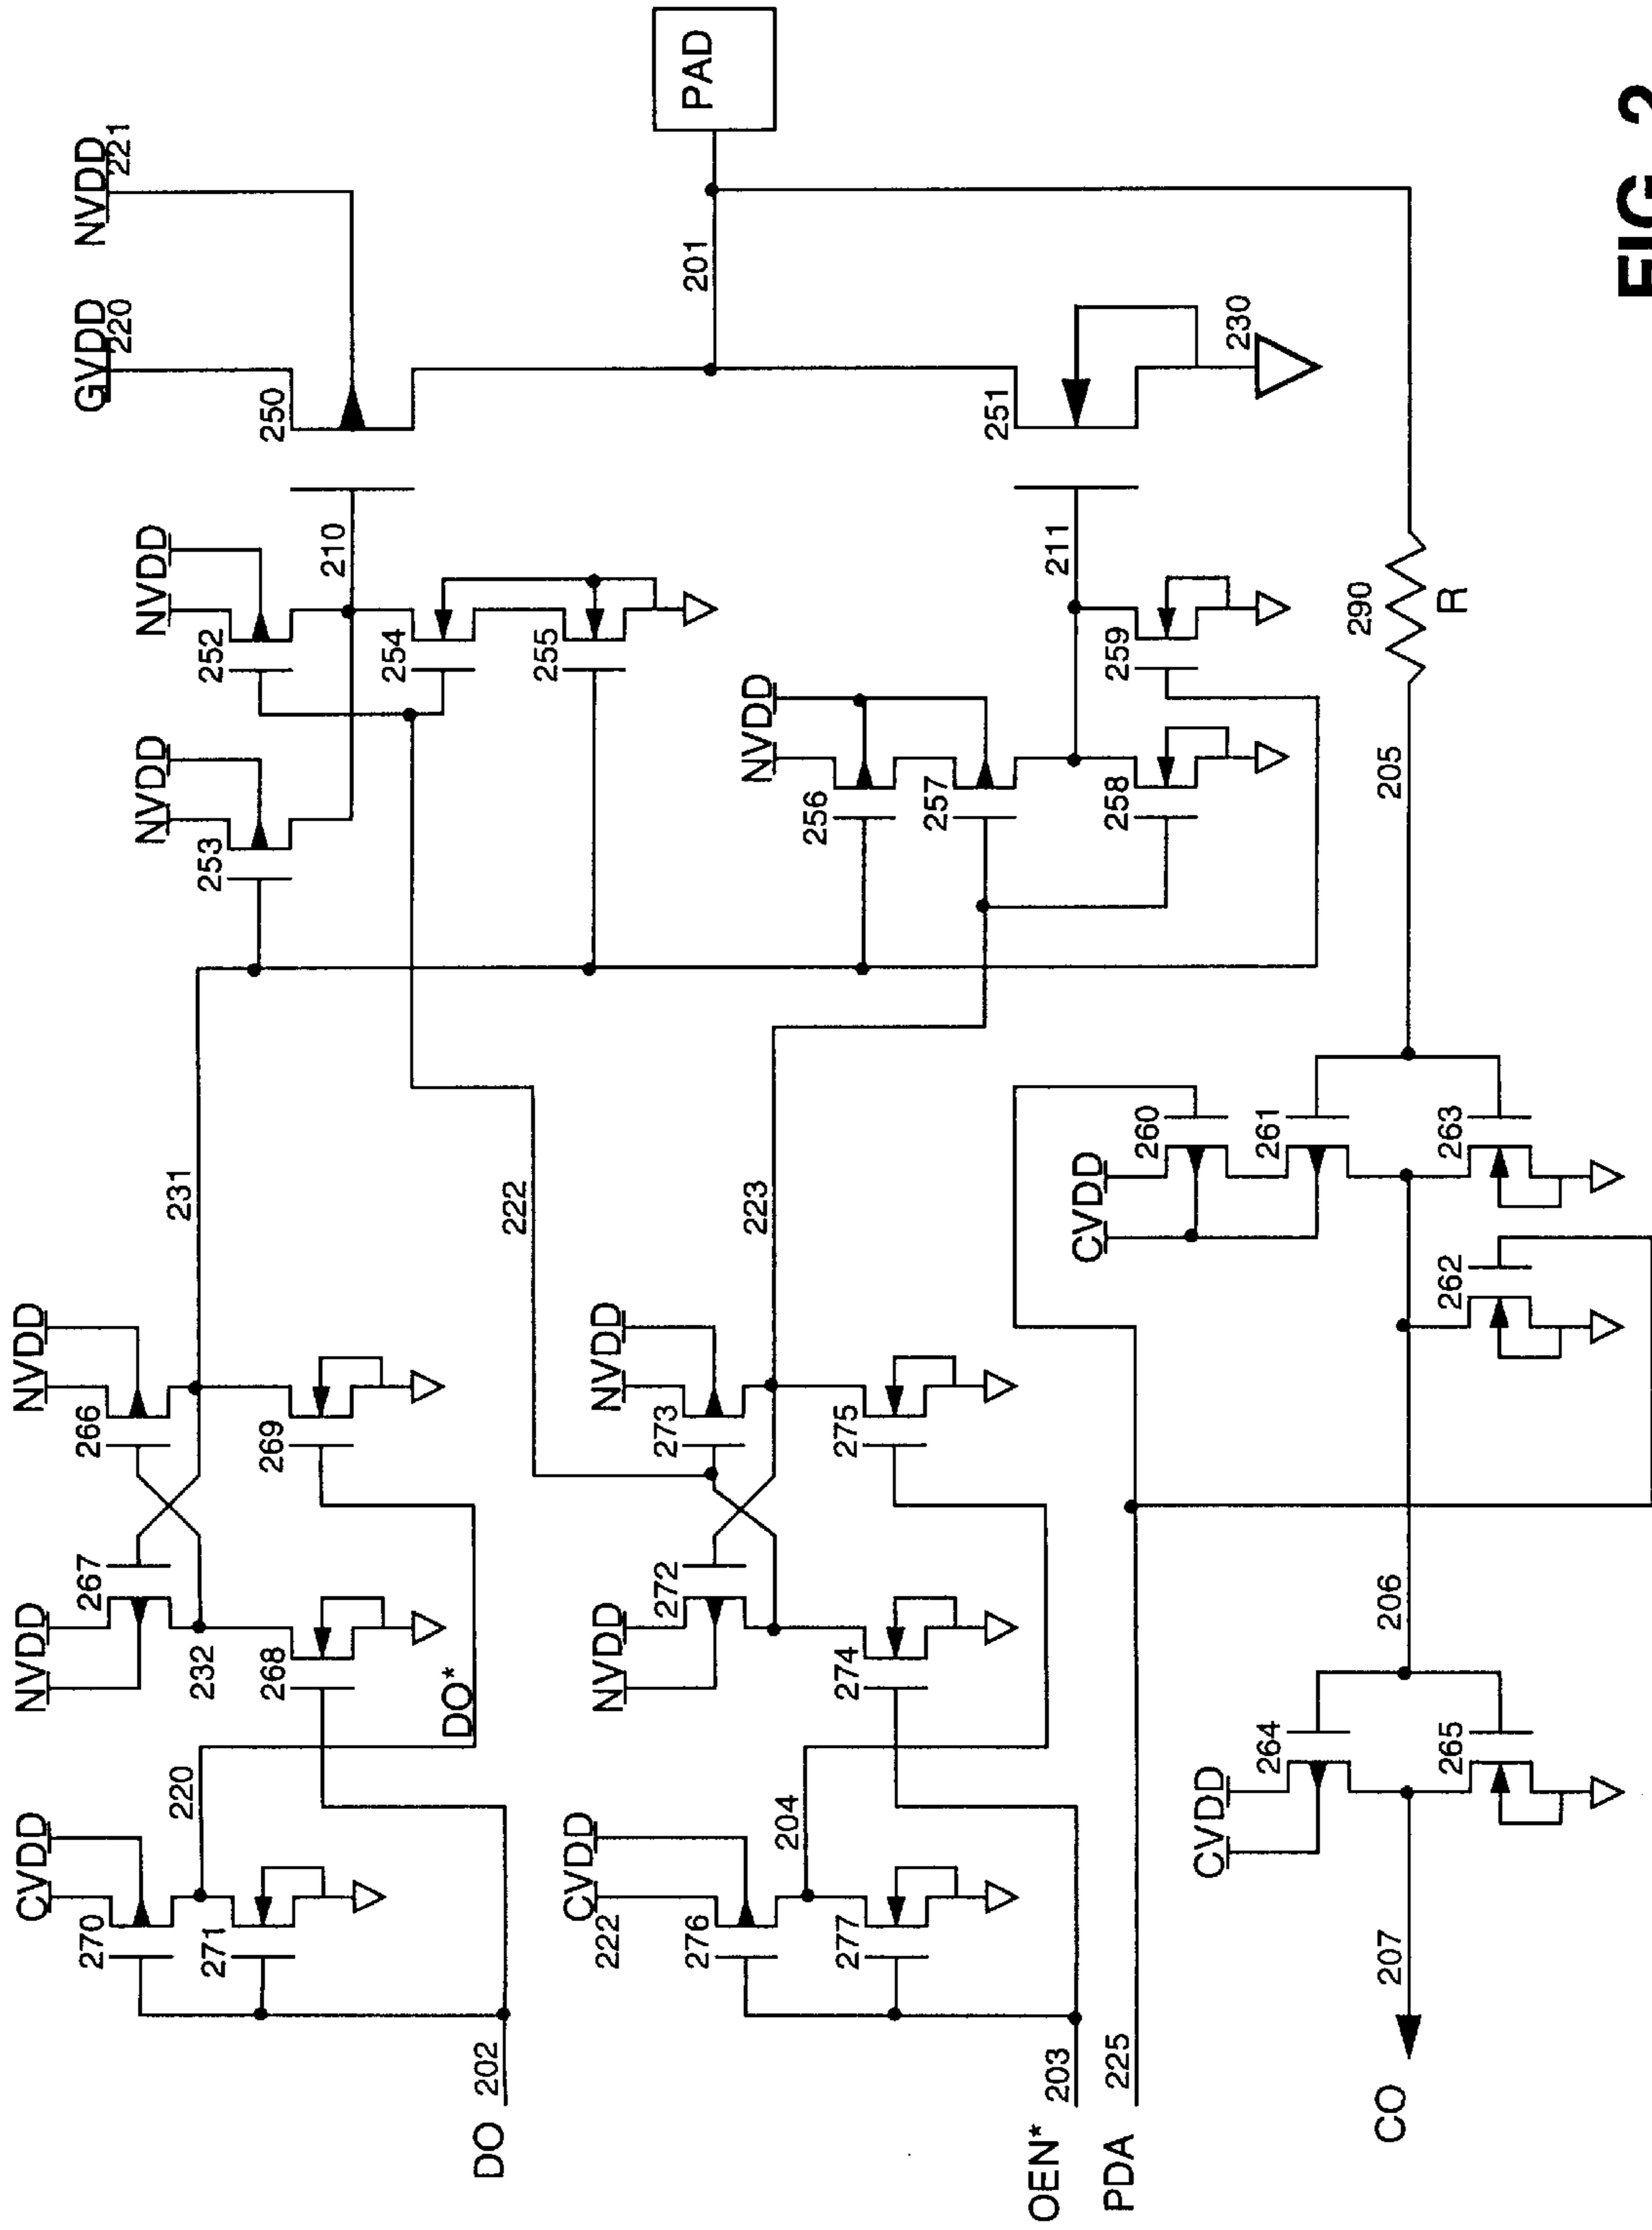 GVDD
220
NVDD
221
PAD
250
201
NVDD
NVDD
252
253
210
254
255
251
230
NVDD
256
257
258
259
211
290
R
205
231
222
223
NVDD
NVDD
266
267
232
268
269
DO*
220
CVDD
270
271
DO 202
NVDD
NVDD
272
273
274
275
CVDD
222
204
276
277
OEN* 203
PDA 225
CVDD
260
261
262
263
206
CVDD
264
265
207
CO
FIG. 2